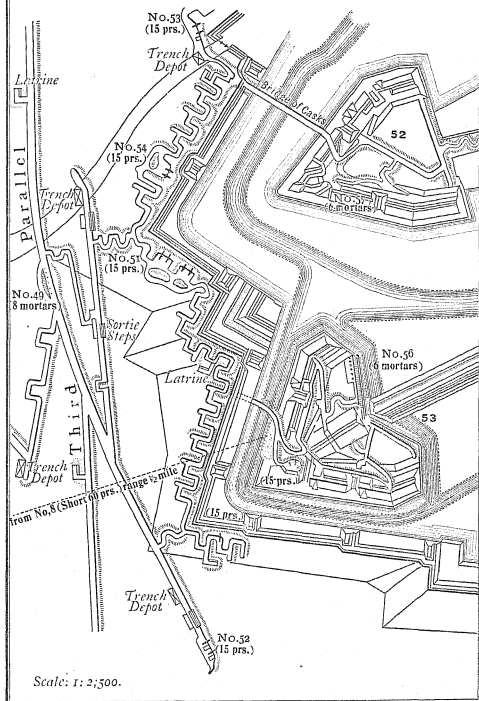 No.53
(15 prs.)
Trench
Depot
Latrine
Bridge of Casks
52
No.54
(15 prs.)
Parallel
Trench
Depot
No.57
(6 mortars)
No.51
(15 prs.)
No.49
8 mortars)
Sortie
Steps
No.56
(6 mortars)
Latrine
53
Third
Trench
Depot
(15 prs.
from No.8 (Short 60 prs. range ½ mile
15 prs.
Trench
Depot
No.52
(15 prs.)
Scale: 1: 2,500.